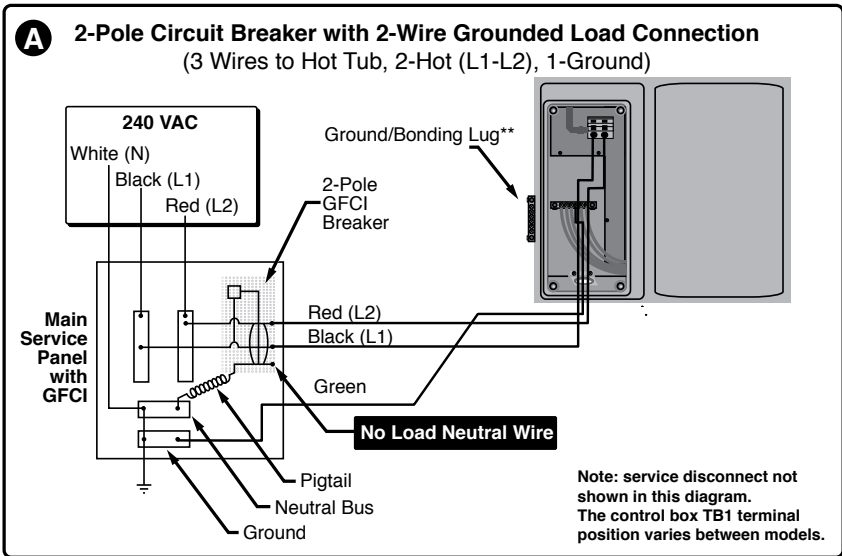 A
2-Pole Circuit Breaker with 2-Wire Grounded Load Connection
(3 Wires to Hot Tub, 2-Hot (L1-L2), 1-Ground)
240 VAC
White (N)
Black (L1)
Red (L2)
Ground/Bonding Lug**
2-Pole
GFCI
Breaker
Main
Service
Panel
with
GFCI
Red (L2)
Black (L1)
Green
No Load Neutral Wire
Pigtail
Neutral Bus
Ground
Note: service disconnect not
shown in this diagram.
The control box TB1 terminal
position varies between models.